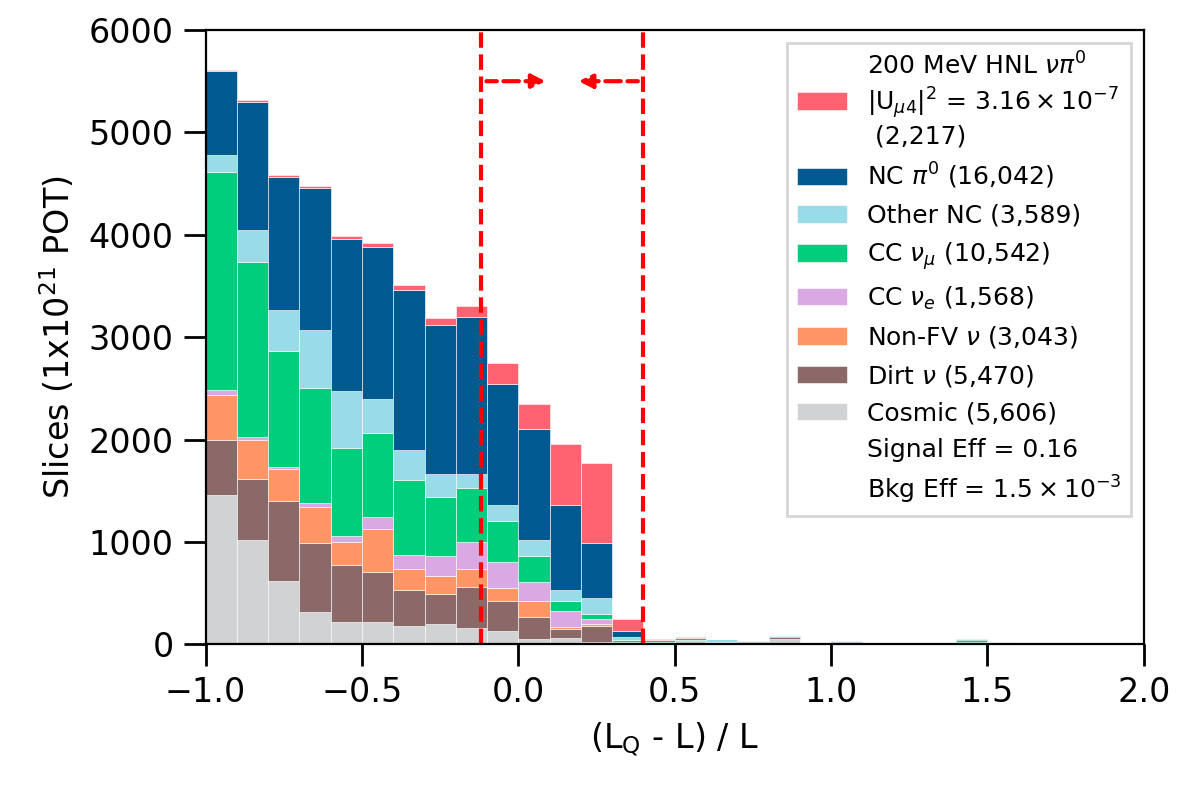 6000
5000
4000
3000
2000
1000
0
Slices (1x10²¹ POT)
−1.0 −0.5 0.0 0.5 1.0 1.5 2.0
(L_Q - L) / L
200 MeV HNL νπ⁰
|U_μ4|² = 3.16 × 10⁻⁷
(2,217)
NC π⁰ (16,042)
Other NC (3,589)
CC ν_μ (10,542)
CC ν_e (1,568)
Non-FV ν (3,043)
Dirt ν (5,470)
Cosmic (5,606)
Signal Eff = 0.16
Bkg Eff = 1.5 × 10⁻³